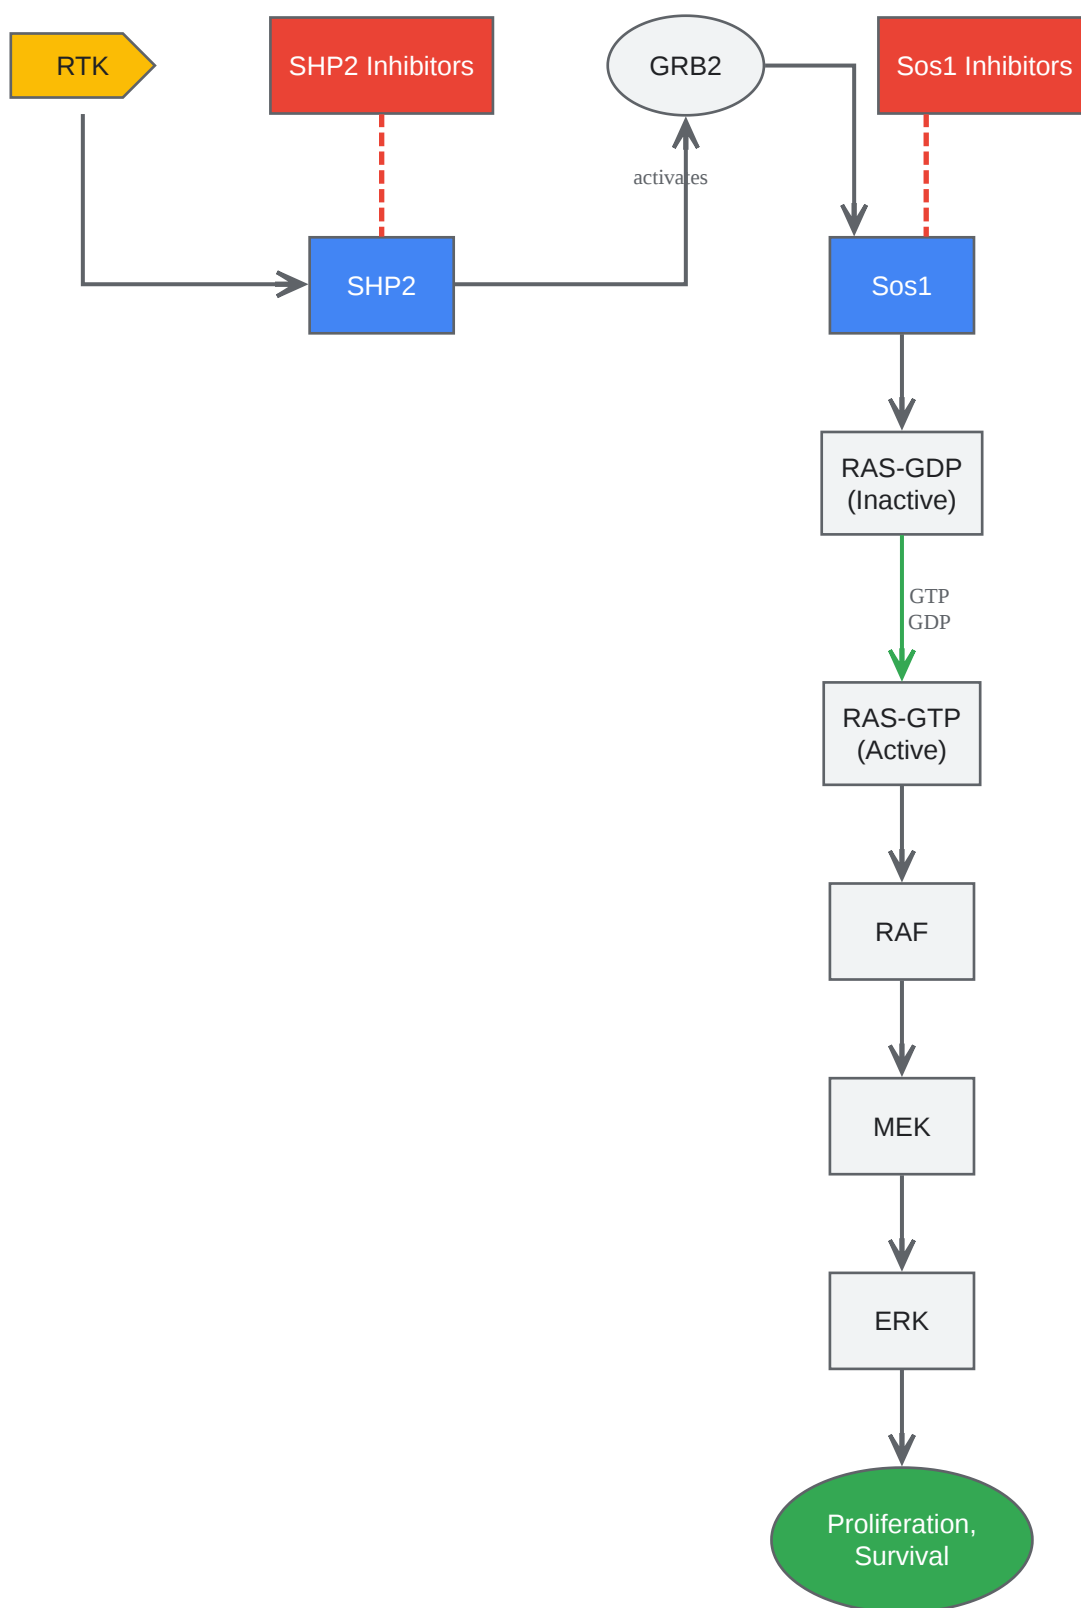 RTK
SHP2 Inhibitors
GRB2
Sos1 Inhibitors
activates
SHP2
Sos1
RAS-GDP
(Inactive)
GTP
GDP
RAS-GTP
(Active)
RAF
MEK
ERK
Proliferation,
Survival